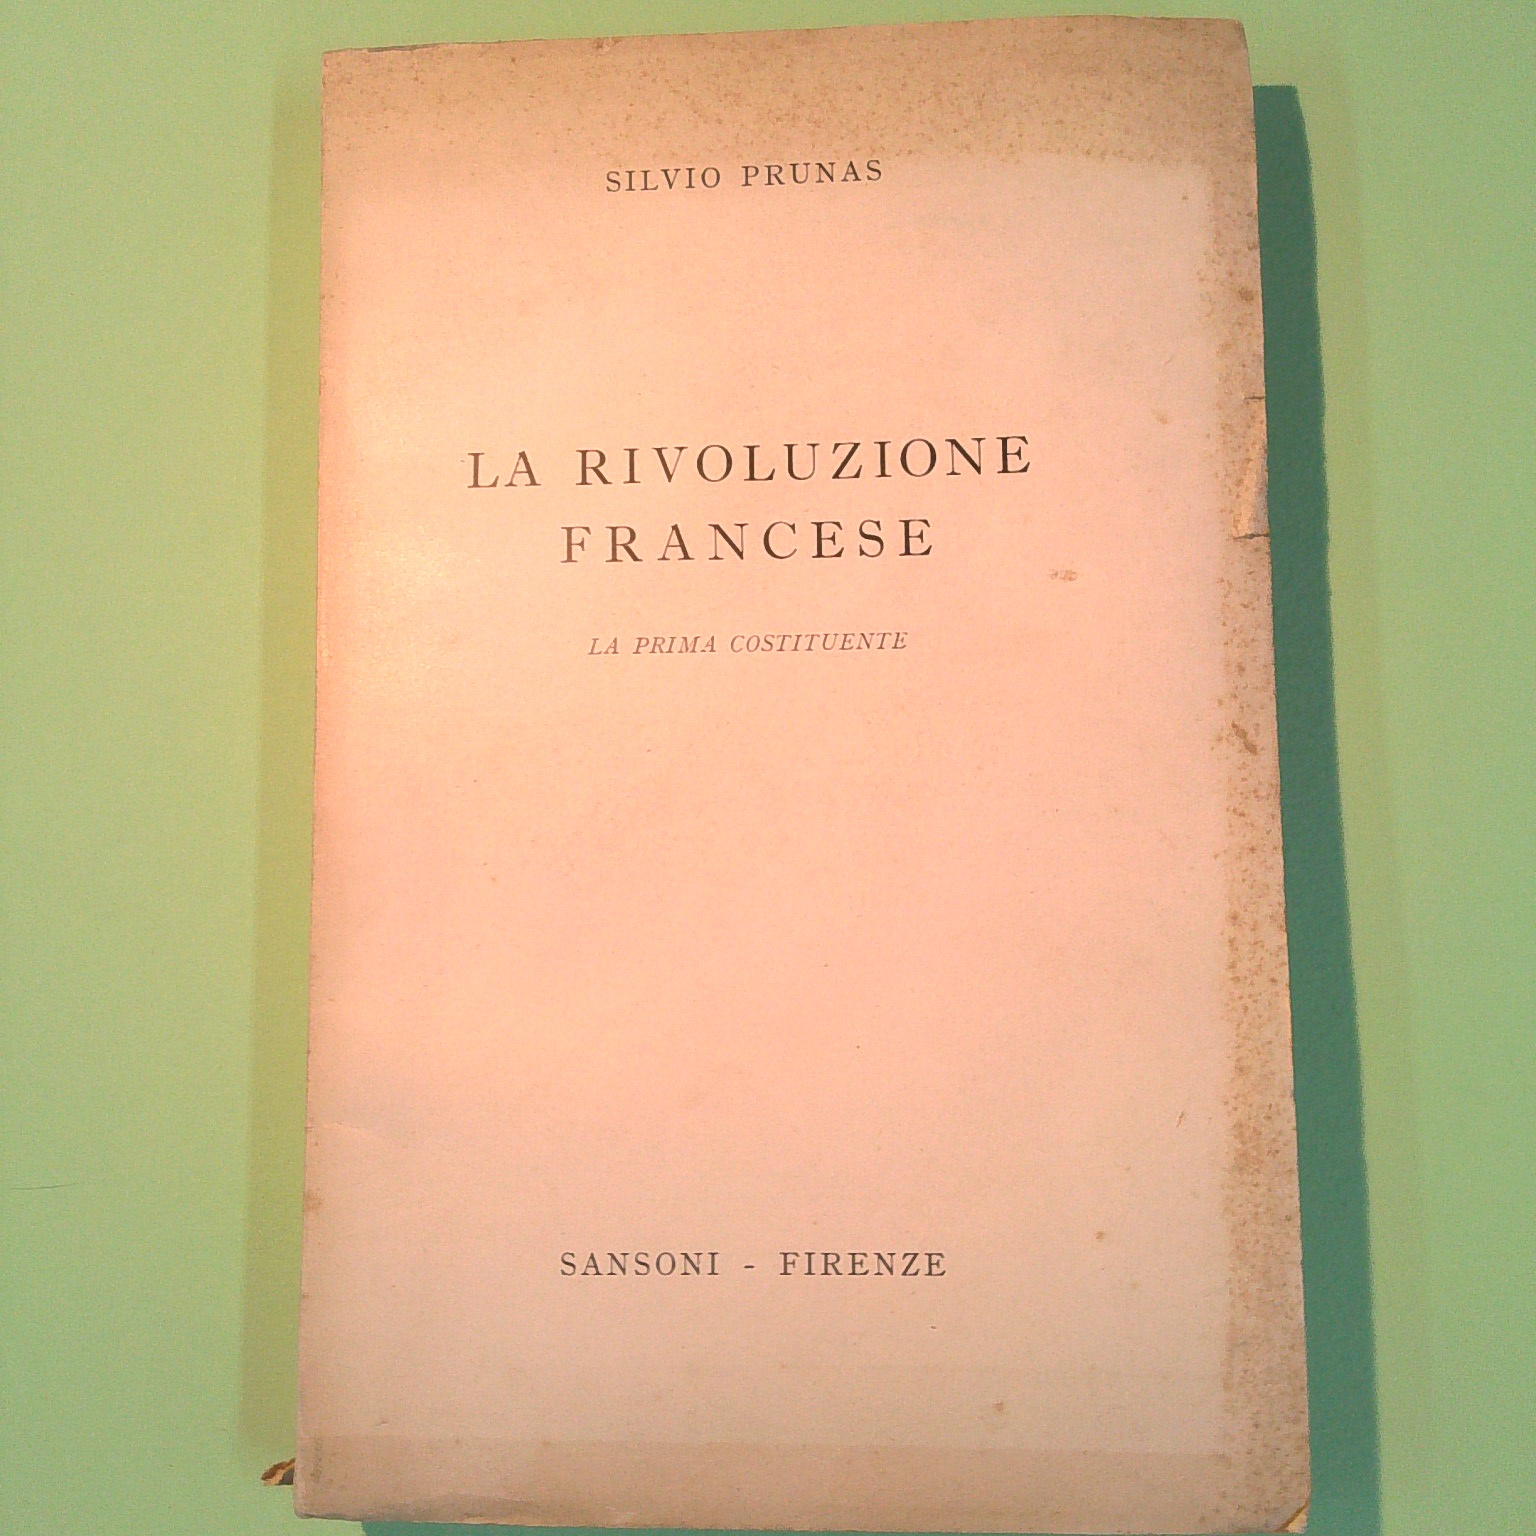 SILVIO PRUNAS
LA RIVOLUZIONE
FRANCESE
LA PRIMA COSTITUENTE
SANSONI - FIRENZE